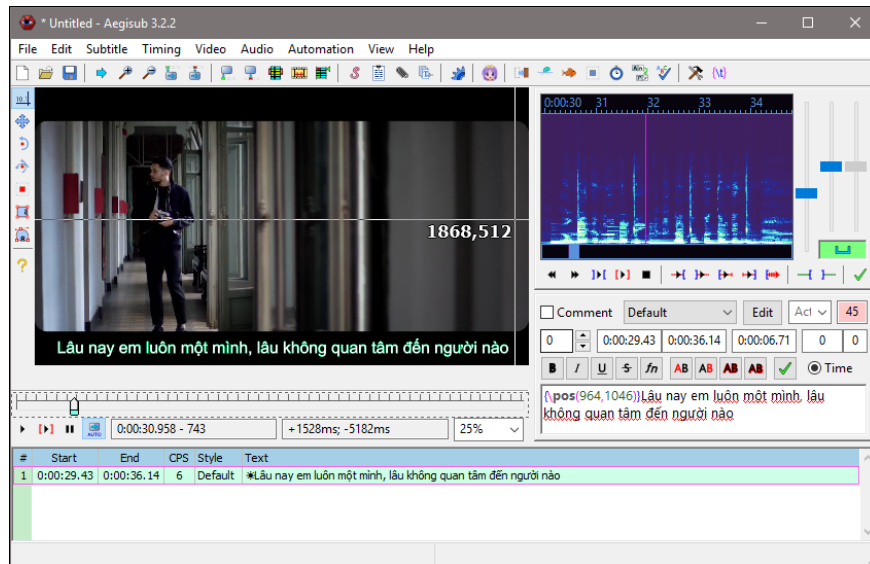 * Untitled - Aegisub 3.2.2
File Edit Subtitle Timing Video Audio Automation View Help
0:00:30 31 32 33 34
1868,512
Lâu nay em luôn một mình, lâu không quan tâm đến người nào
Comment Default Edit Act 45
0 0:00:29.43 0:00:36.14 0:00:06.71 0 0
B I U S fn AB AB AB AB Time
{\pos(964,1046)}Lâu nay em luôn một mình, lâu
không quan tâm đến người nào
AUTO 0:00:30.958 - 743 +1528ms; -5182ms 25%
# Start End CPS Style Text
1 0:00:29.43 0:00:36.14 6 Default ☀Lâu nay em luôn một mình, lâu không quan tâm đến người nào